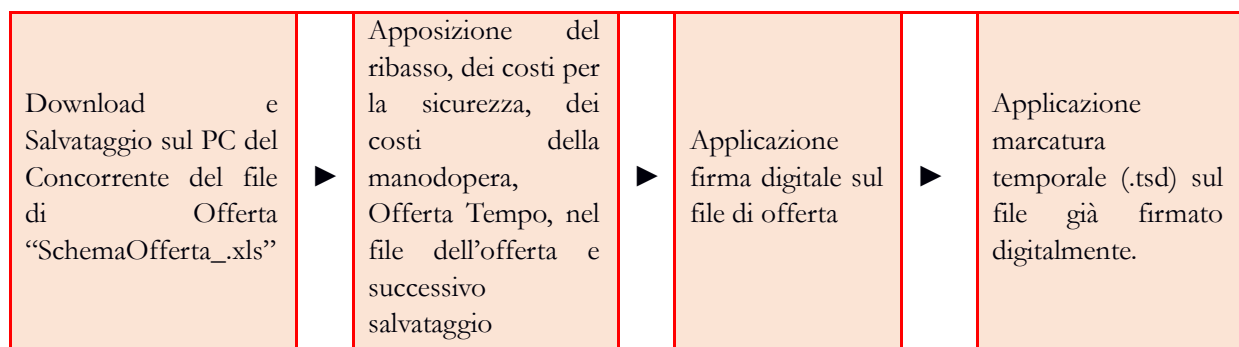 Download e
Salvataggio sul PC del
Concorrente del file
di Offerta
“SchemaOfferta_.xls”
►
Apposizione del
ribasso, dei costi per
la sicurezza, dei
costi della
manodopera,
Offerta Tempo, nel
file dell’offerta e
successivo
salvataggio
►
Applicazione
firma digitale sul
file di offerta
►
Applicazione
marcatura
temporale (.tsd) sul
file già firmato
digitalmente.